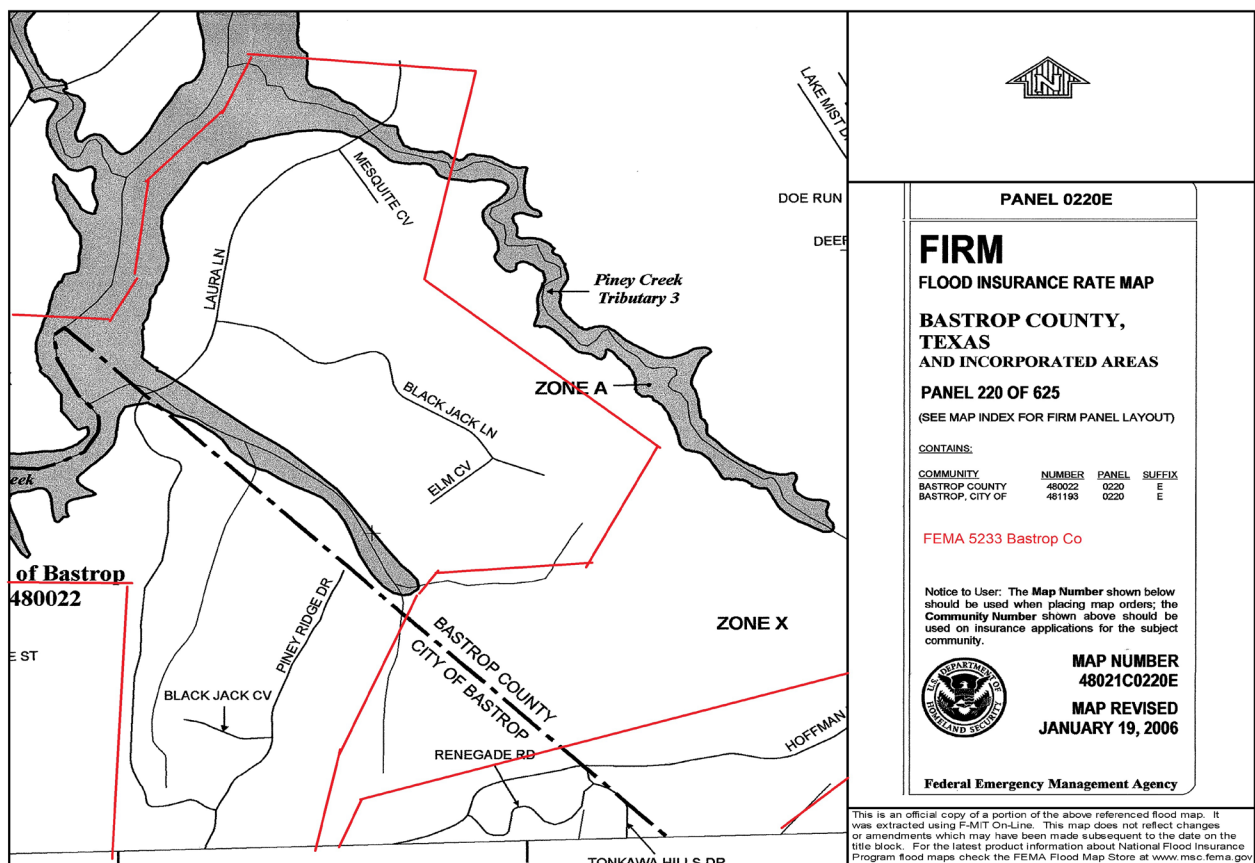 LAKE MIST D
MESQUITE CV
DOE RUN
DEER
LAURA LN
Piney Creek
Tributary 3
ZONE A
BLACK JACK LN
ELM CV
eek
of Bastrop
480022
E ST
PINEY RIDGE DR
BASTROP COUNTY
CITY OF BASTROP
ZONE X
BLACK JACK CV
RENEGADE RD
HOFFMAN
TONKAWA HILLS DR
N
PANEL 0220E
FIRM
FLOOD INSURANCE RATE MAP
BASTROP COUNTY,
TEXAS
AND INCORPORATED AREAS
PANEL 220 OF 625
(SEE MAP INDEX FOR FIRM PANEL LAYOUT)
CONTAINS:
COMMUNITY NUMBER PANEL SUFFIX
BASTROP COUNTY 480022 0220 E
BASTROP, CITY OF 481193 0220 E
FEMA 5233 Bastrop Co
Notice to User: The Map Number shown below
should be used when placing map orders; the
Community Number shown above should be
used on insurance applications for the subject
community.
U.S. DEPARTMENT OF
HOMELAND SECURITY
MAP NUMBER
48021C0220E
MAP REVISED
JANUARY 19, 2006
Federal Emergency Management Agency
This is an official copy of a portion of the above referenced flood map. It
was extracted using F-MIT On-Line. This map does not reflect changes
or amendments which may have been made subsequent to the date on the
title block. For the latest product information about National Flood Insurance
Program flood maps check the FEMA Flood Map Store at www.msc.fema.gov